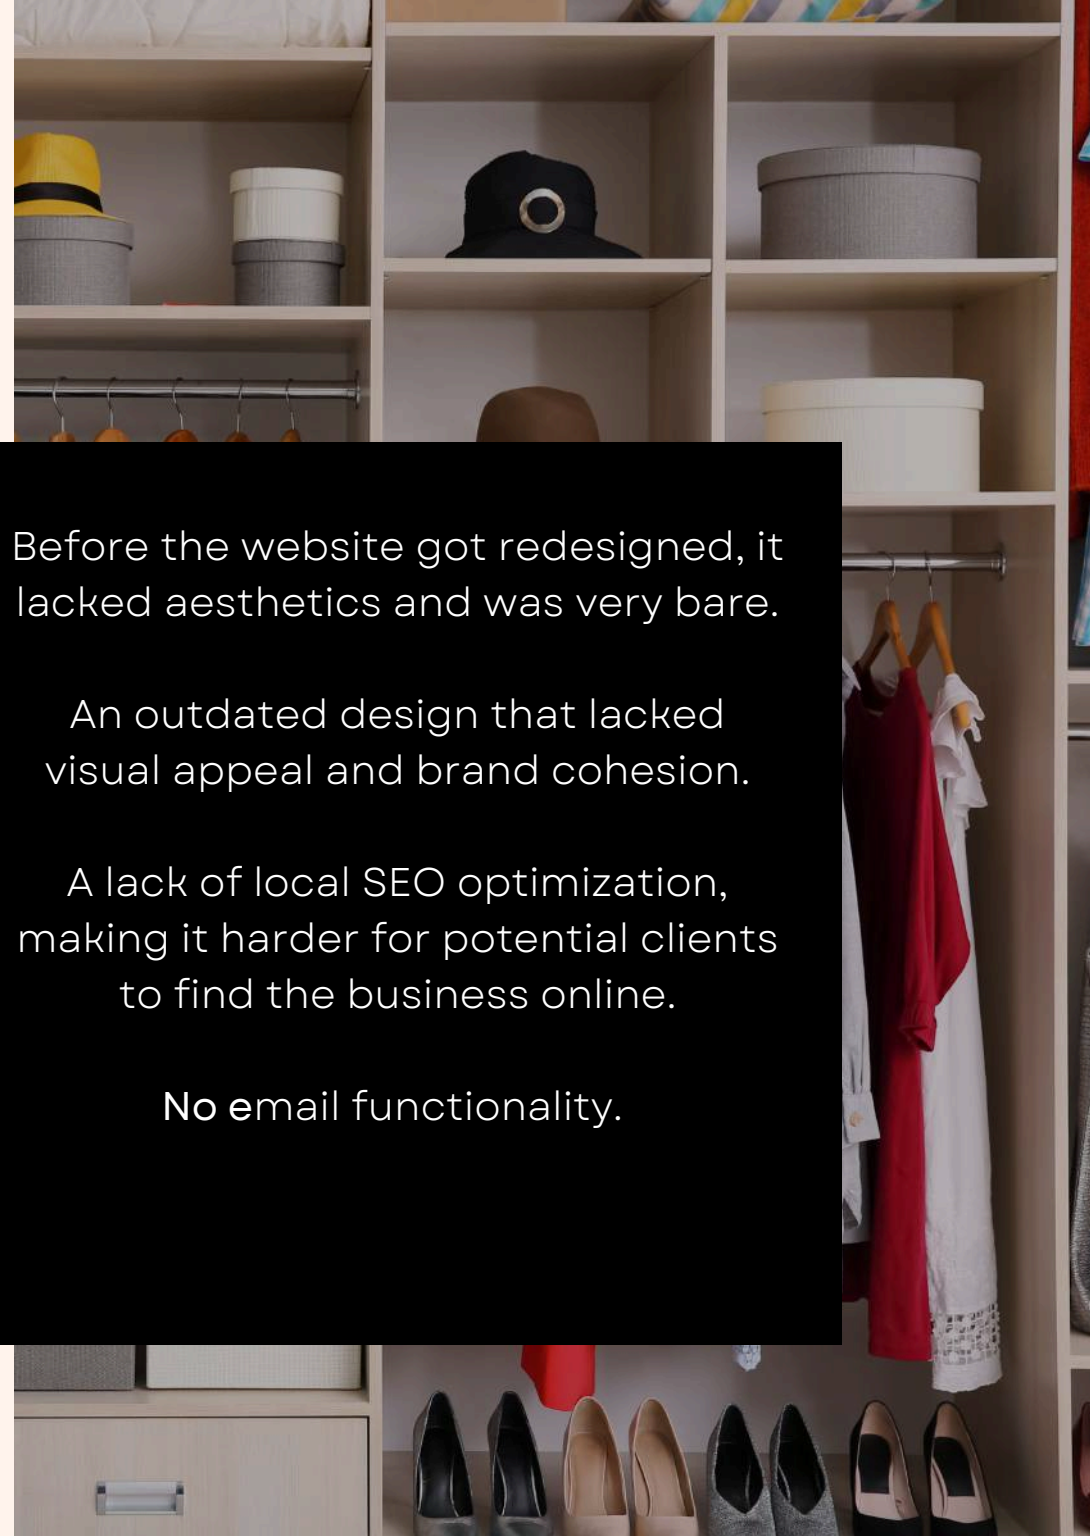 Before the website got redesigned, it
lacked aesthetics and was very bare.
An outdated design that lacked
visual appeal and brand cohesion.
A lack of local SEO optimization,
making it harder for potential clients
to find the business online.
No email functionality.